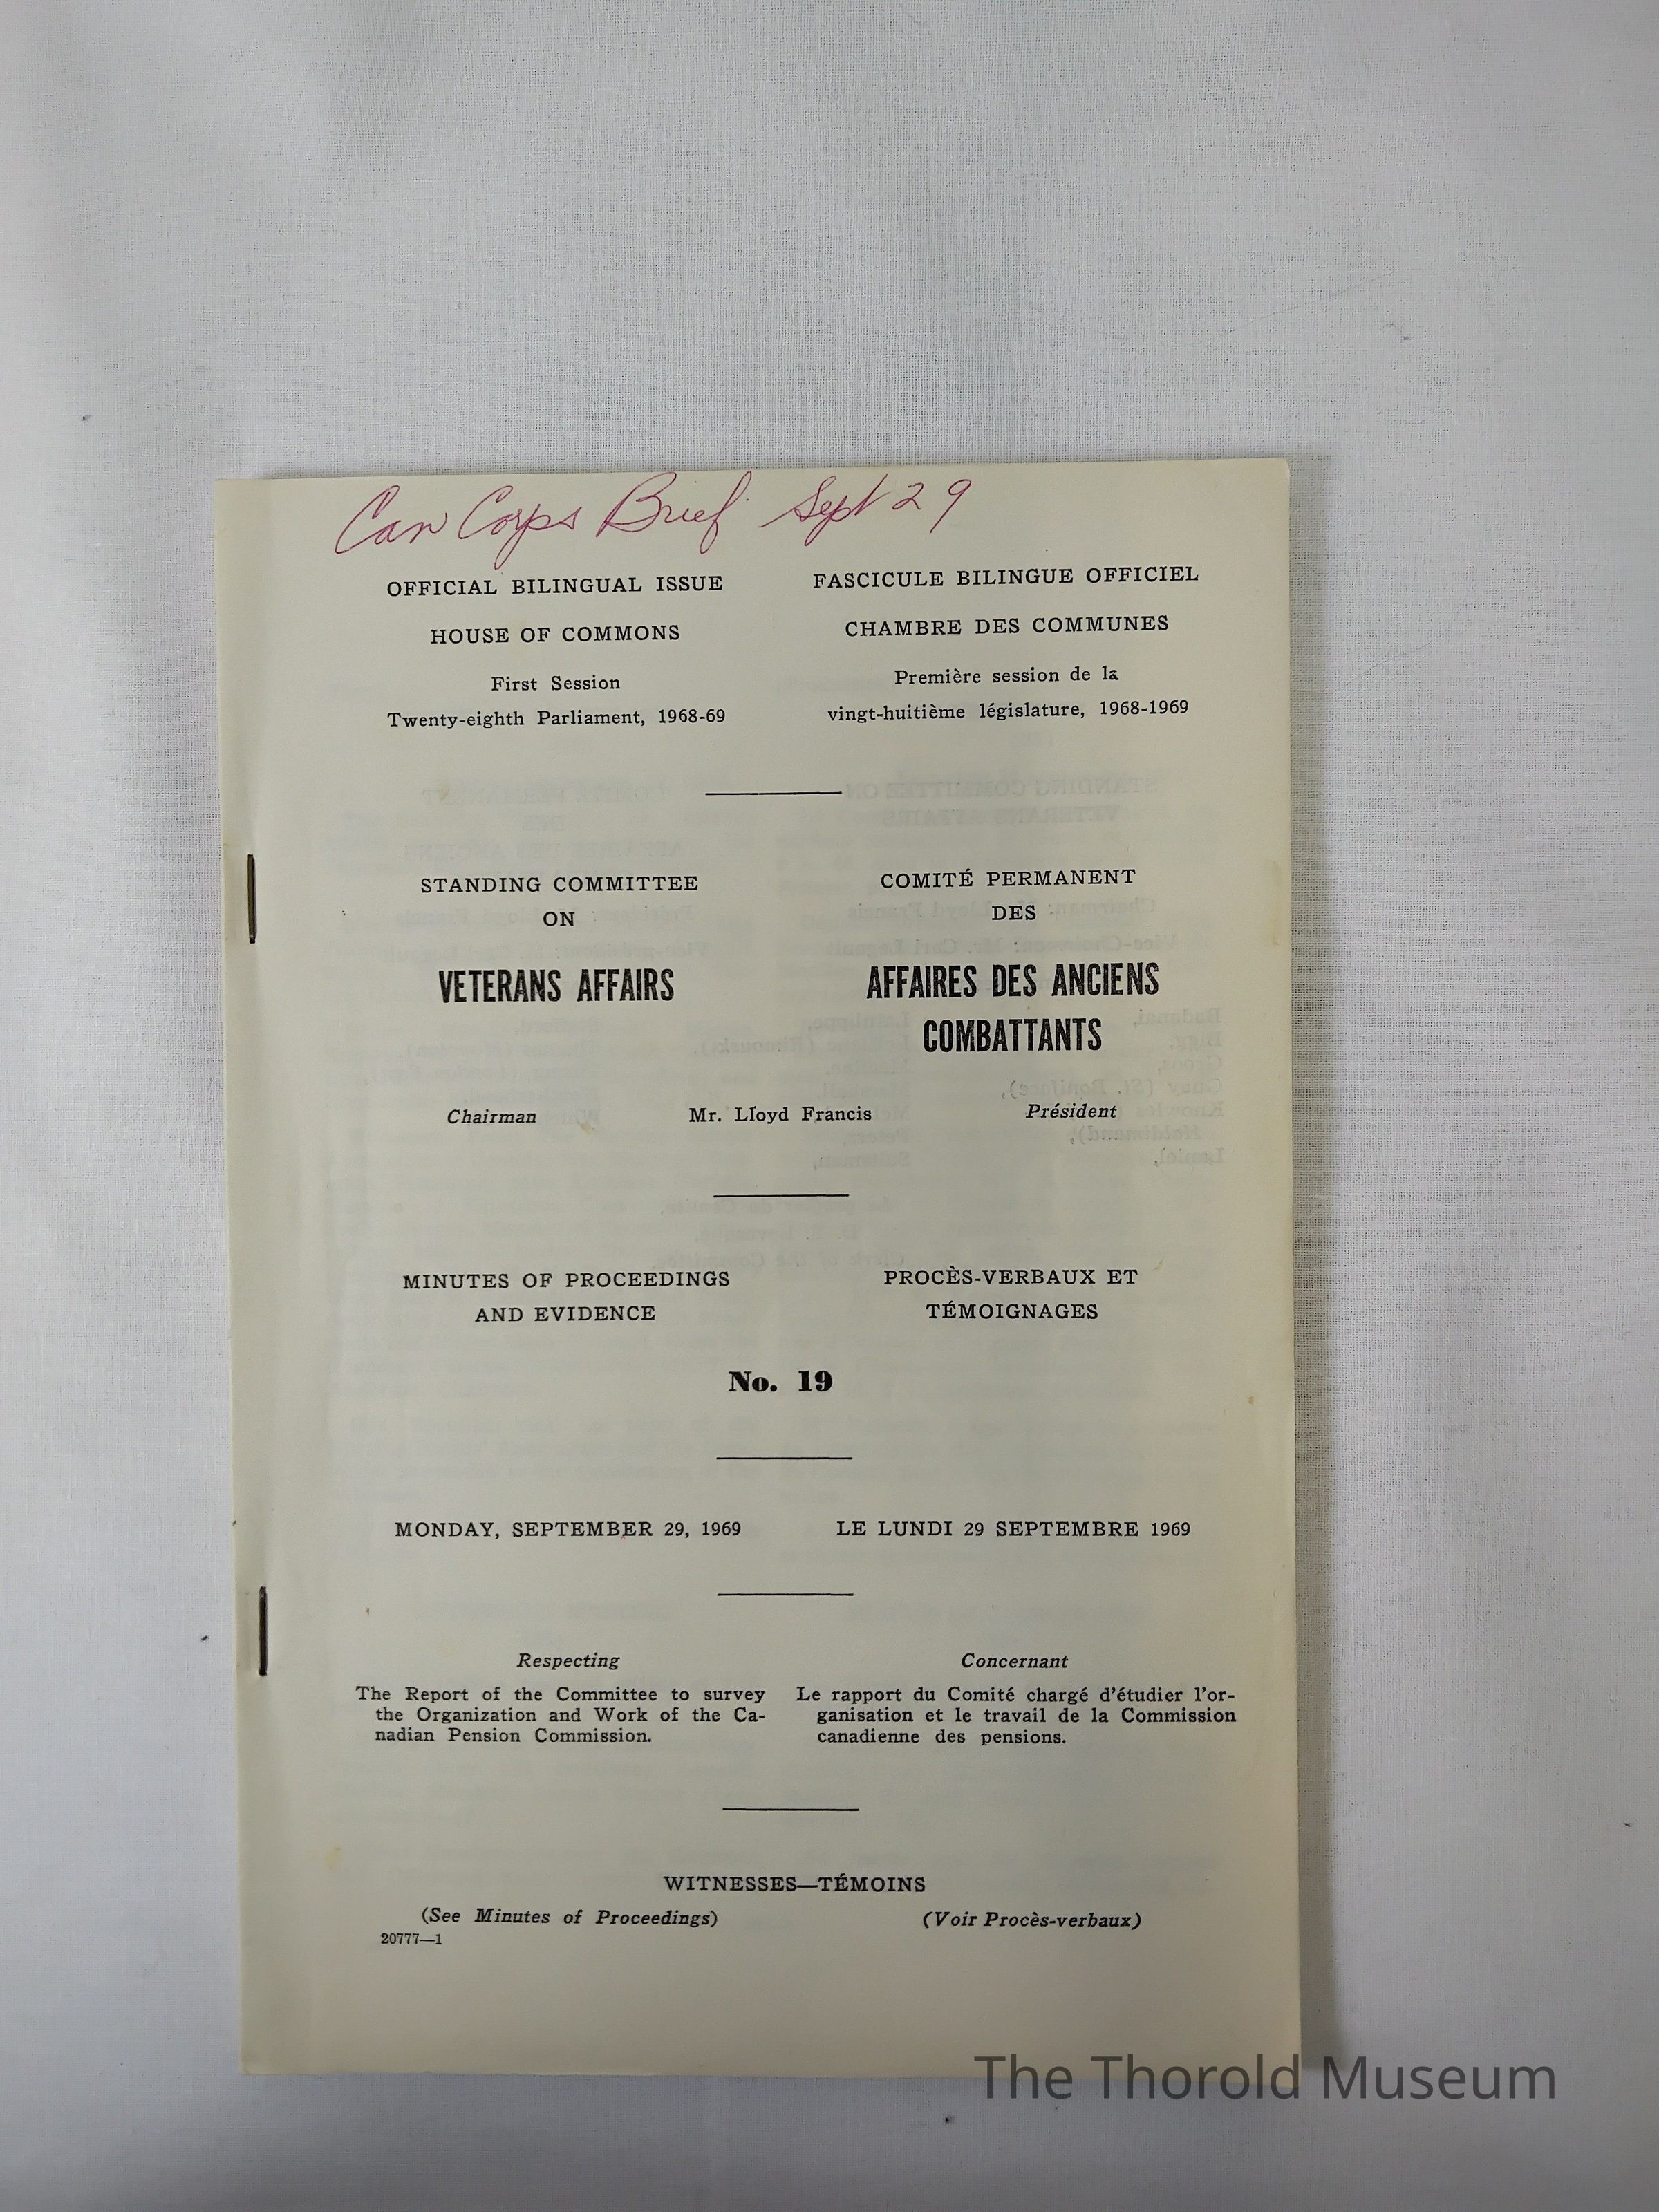 Can Corps Brief Sept 29
OFFICIAL BILINGUAL ISSUE
HOUSE OF COMMONS
First Session
Twenty-eighth Parliament, 1968-69
FASCICULE BILINGUE OFFICIEL
CHAMBRE DES COMMUNES
Première session de la
vingt-huitième législature, 1968-1969
STANDING COMMITTEE
ON
VETERANS AFFAIRS
COMITÉ PERMANENT
DES
AFFAIRES DES ANCIENS
COMBATTANTS
Chairman Mr. Lloyd Francis Président
MINUTES OF PROCEEDINGS
AND EVIDENCE
PROCÈS-VERBAUX ET
TÉMOIGNAGES
No. 19
MONDAY, SEPTEMBER 29, 1969
LE LUNDI 29 SEPTEMBRE 1969
Respecting
The Report of the Committee to survey
the Organization and Work of the Ca-
nadian Pension Commission.
Concernant
Le rapport du Comité chargé d'étudier l'or-
ganisation et le travail de la Commission
canadienne des pensions.
WITNESSES—TÉMOINS
(See Minutes of Proceedings)
(Voir Procès-verbaux)
20777—1
The Thorold Museum